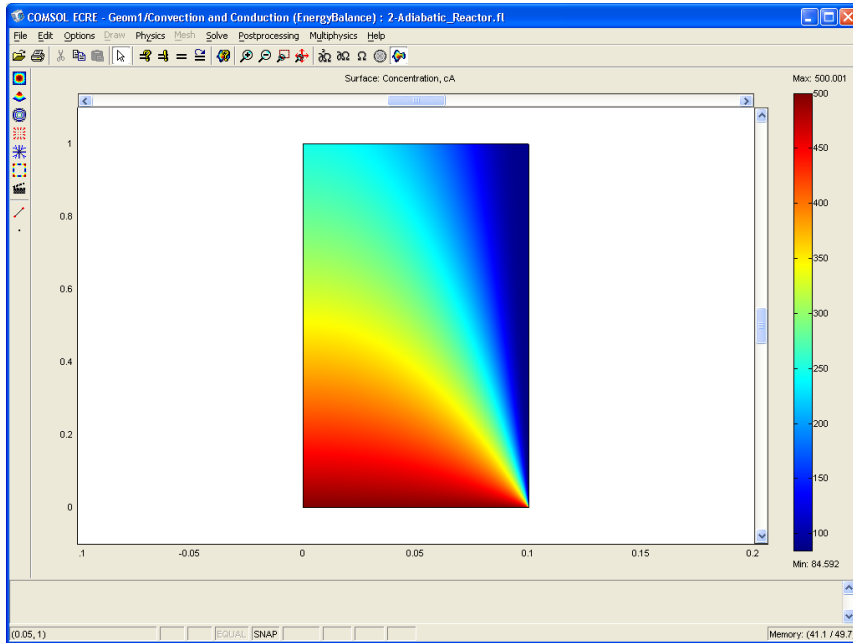 COMSOL ECRE - Geom1/Convection and Conduction (EnergyBalance) : 2-Adiabatic_Reactor.fl
File Edit Options Draw Physics Mesh Solve Postprocessing Multiphysics Help
Surface: Concentration, cA
Max: 500.001
500
450
400
350
300
250
200
150
100
Min: 84.592
1
0.8
0.6
0.4
0.2
0
.1 -0.05 0 0.05 0.1 0.15 0.2
(0.05, 1) EQUAL SNAP Memory: (41.1 / 49.7